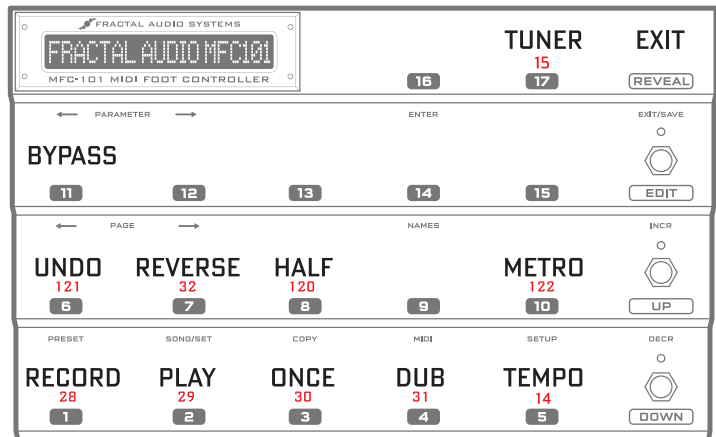 FRACTAL AUDIO SYSTEMS
FRACTAL AUDIO MFC101
MFC•101 MIDI FOOT CONTROLLER
TUNER EXIT
15
16 17 REVEAL
← PARAMETER → ENTER EXIT/SAVE
BYPASS
11 12 13 14 15 EDIT
← PAGE → NAMES INCR
UNDO REVERSE HALF METRO
121 32 120 122
6 7 8 9 10 UP
PRESET SONG/SET COPY MIDI SETUP DECR
RECORD PLAY ONCE DUB TEMPO
28 29 30 31 14
1 2 3 4 5 DOWN